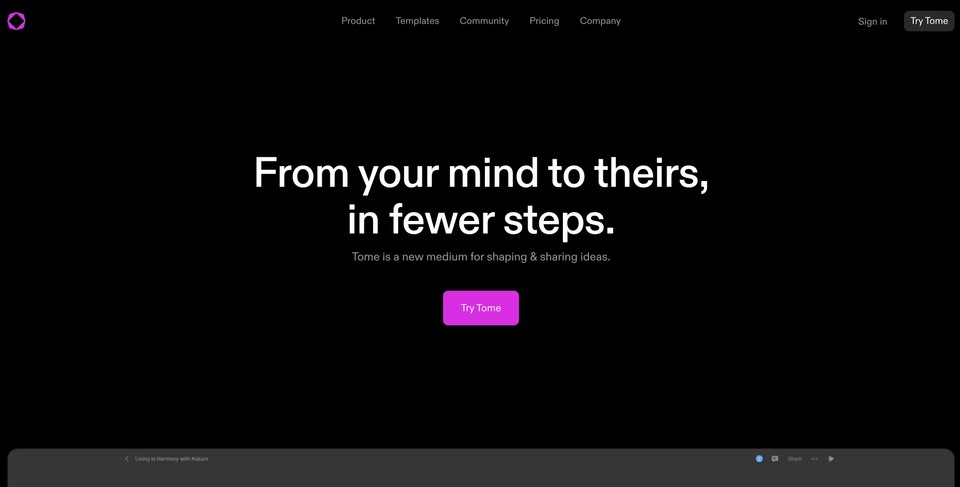 Product Templates Community Pricing Company Sign in Try Tome
From your mind to theirs,
in fewer steps.
Tome is a new medium for shaping & sharing ideas.
Try Tome
Living in Harmony with Nature Share